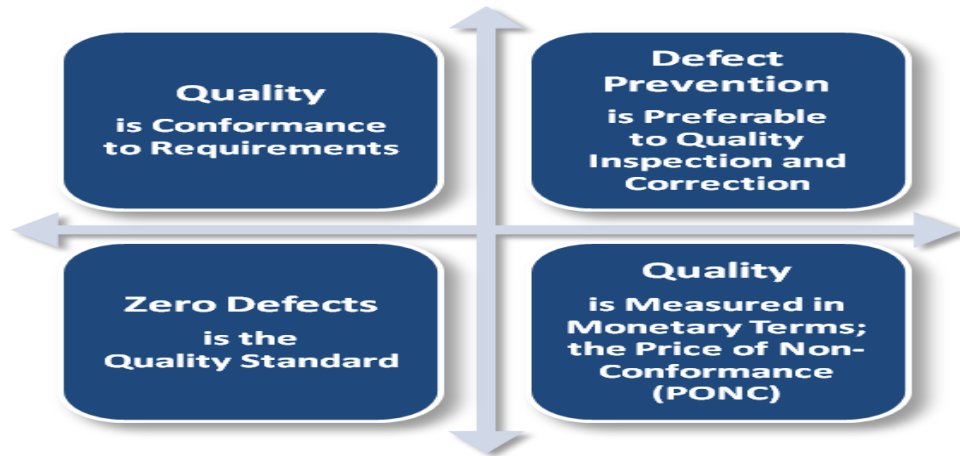 Quality
is Conformance
to Requirements
Defect
Prevention
is Preferable
to Quality
Inspection and
Correction
Zero Defects
is the
Quality Standard
Quality
is Measured in
Monetary Terms;
the Price of Non-
Conformance
(PONC)